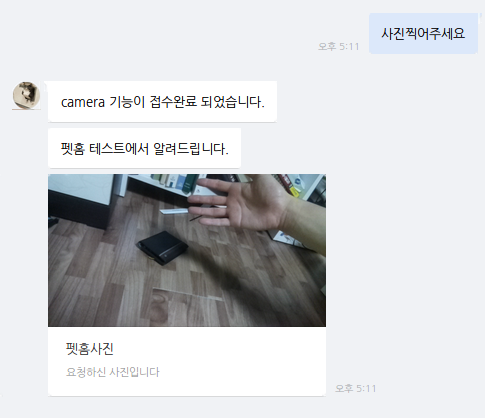 사진찍어주세요
오후 5:11
camera 기능이 접수완료 되었습니다.
펫홈 테스트에서 알려드립니다.
펫홈사진
요청하신 사진입니다
오후 5:11